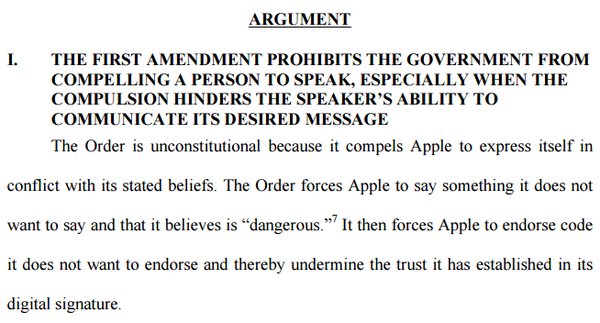 ARGUMENT
I. THE FIRST AMENDMENT PROHIBITS THE GOVERNMENT FROM
COMPELLING A PERSON TO SPEAK, ESPECIALLY WHEN THE
COMPULSION HINDERS THE SPEAKER’S ABILITY TO
COMMUNICATE ITS DESIRED MESSAGE
The Order is unconstitutional because it compels Apple to express itself in
conflict with its stated beliefs. The Order forces Apple to say something it does not
want to say and that it believes is “dangerous.”7 It then forces Apple to endorse code
it does not want to endorse and thereby undermine the trust it has established in its
digital signature.